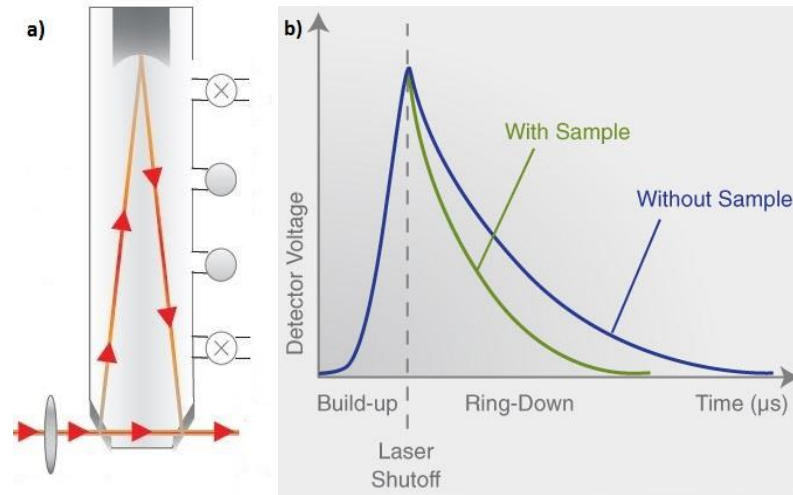 a)
b)
With Sample
Without Sample
Detector Voltage
Build-up
Ring-Down
Time (µs)
Laser
Shutoff